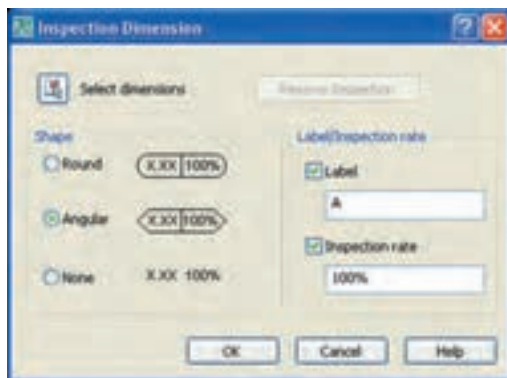 Inspection Dimension
Select dimensions
Remove Inspection
Shape
Round
X.XX 100%
Angular
X.XX 100%
None
X.XX 100%
Label/Inspection rate
Label
A
Inspection rate
100%
OK
Cancel
Help